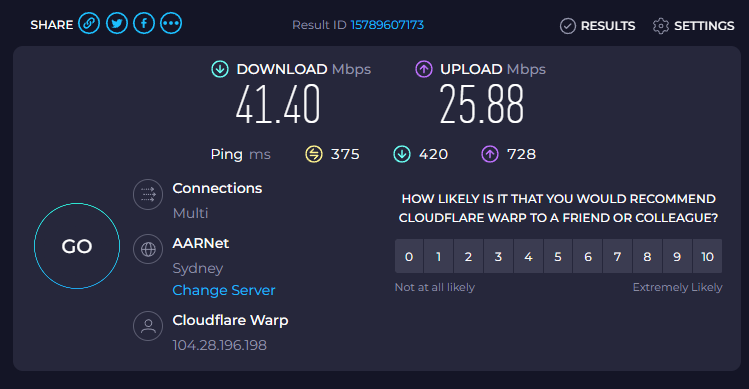 SHARE
Result ID 15789607173
RESULTS
SETTINGS
DOWNLOAD Mbps
41.40
UPLOAD Mbps
25.88
Ping ms
375
420
728
Connections
Multi
AARNet
Sydney
Change Server
Cloudflare Warp
104.28.196.198
GO
HOW LIKELY IS IT THAT YOU WOULD RECOMMEND
CLOUDFLARE WARP TO A FRIEND OR COLLEAGUE?
0 1 2 3 4 5 6 7 8 9 10
Not at all likely
Extremely Likely